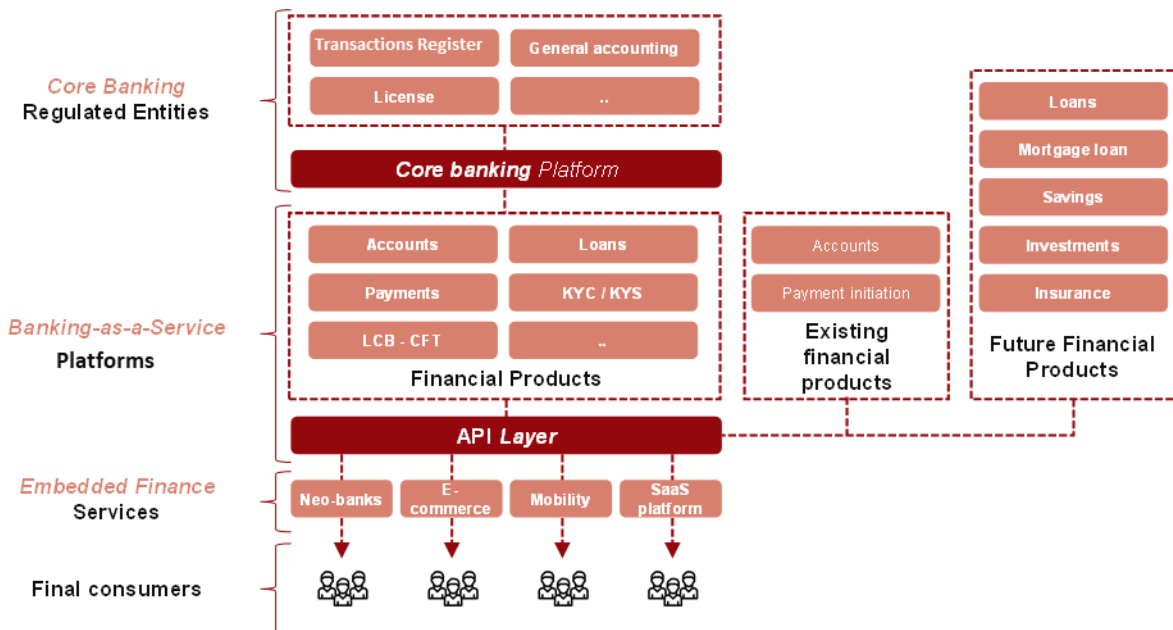 Core Banking
Regulated Entities
Transactions Register
General accounting
License
..
Core banking Platform
Banking-as-a-Service
Platforms
Accounts
Loans
Payments
KYC / KYS
LCB - CFT
..
Financial Products
Accounts
Payment initiation
Existing
financial
products
Loans
Mortgage loan
Savings
Investments
Insurance
Future Financial
Products
API Layer
Embedded Finance
Services
Neo-banks
E-
commerce
Mobility
SaaS
platform
Final consumers